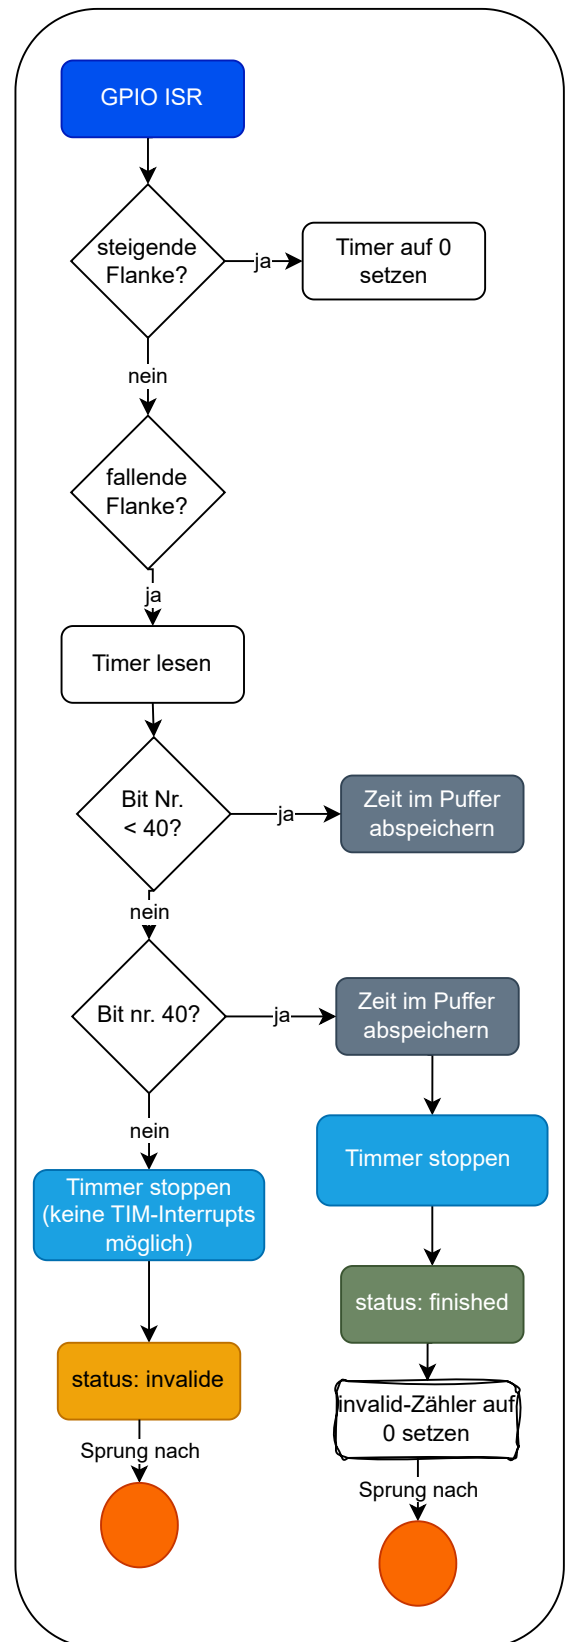 GPIO ISR
steigende
Flanke?
ja
Timer auf 0
setzen
nein
fallende
Flanke?
ja
Timer lesen
Bit Nr.
< 40?
ja
Zeit im Puffer
abspeichern
nein
Bit nr. 40?
ja
Zeit im Puffer
abspeichern
nein
Timmer stoppen
(keine TIM-Interrupts
möglich)
Timmer stoppen
status: finished
status: invalide
invalid-Zähler auf
0 setzen
Sprung nach
Sprung nach